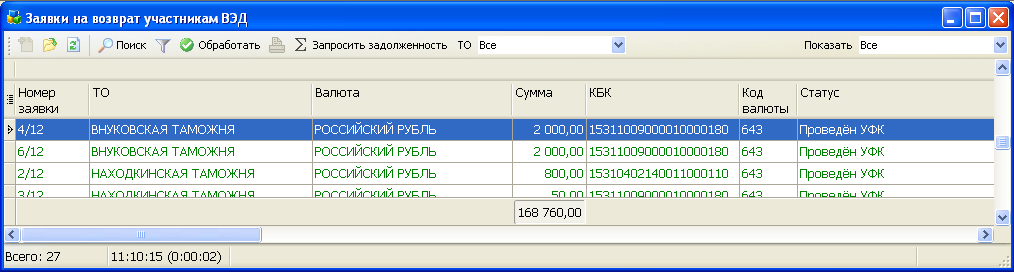 Заявки на возврат участникам ВЭД
Поиск Обработать Запросить задолженность ТО Все Показать Все
Номер заявки ТО Валюта Сумма КБК Код валюты Статус
4/12 ВНУКОВСКАЯ ТАМОЖНЯ РОССИЙСКИЙ РУБЛЬ 2 000,00 15311009000010000180 643 Проведён УФК
6/12 ВНУКОВСКАЯ ТАМОЖНЯ РОССИЙСКИЙ РУБЛЬ 2 000,00 15311009000010000180 643 Проведён УФК
2/12 НАХОДКИНСКАЯ ТАМОЖНЯ РОССИЙСКИЙ РУБЛЬ 800,00 15310402140011000110 643 Проведён УФК
3/12 НАХОДКИНСКАЯ ТАМОЖНЯ РОССИЙСКИЙ РУБЛЬ 50,00 15311009000010000180 643 Проведён УФК
168 760,00
Всего: 27 11:10:15 (0:00:02)